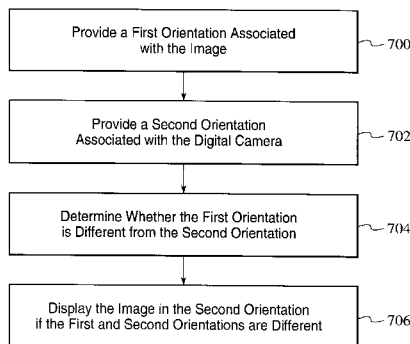 Provide a First Orientation Associated
with the Image
700
Provide a Second Orientation
Associated with the Digital Camera
702
Determine Whether the First Orientation
is Different from the Second Orientation
704
Display the Image in the Second Orientation
if the First and Second Orientations are Different
706